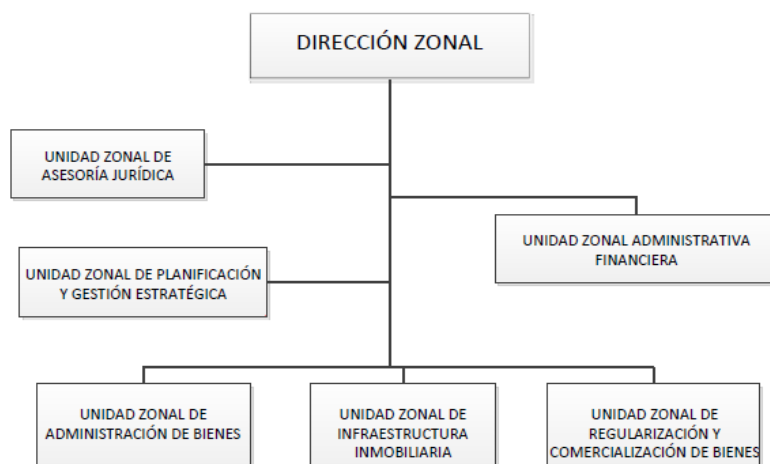 DIRECCIÓN ZONAL
UNIDAD ZONAL DE
ASESORÍA JURÍDICA
UNIDAD ZONAL ADMINISTRATIVA
FINANCIERA
UNIDAD ZONAL DE PLANIFICACIÓN
Y GESTIÓN ESTRATÉGICA
UNIDAD ZONAL DE
ADMINISTRACIÓN DE BIENES
UNIDAD ZONAL DE
INFRAESTRUCTURA
INMOBILIARIA
UNIDAD ZONAL DE
REGULARIZACIÓN Y
COMERCIALIZACIÓN DE BIENES